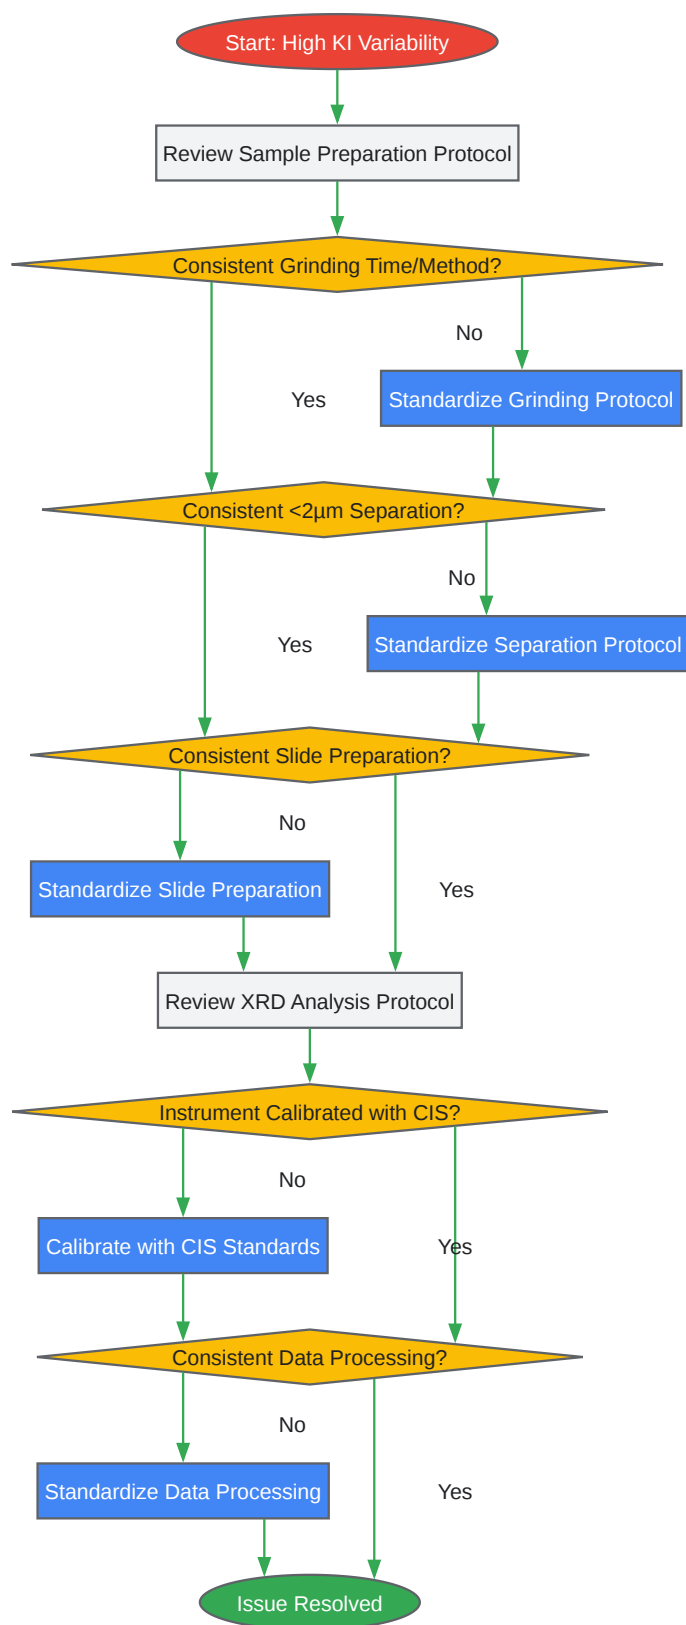 Start: High KI Variability
Review Sample Preparation Protocol
Consistent Grinding Time/Method?
No
Yes
Standardize Grinding Protocol
Consistent <2µm Separation?
No
Yes
Standardize Separation Protocol
Consistent Slide Preparation?
No
Standardize Slide Preparation
Yes
Review XRD Analysis Protocol
Instrument Calibrated with CIS?
No
Calibrate with CIS Standards
Yes
Consistent Data Processing?
No
Standardize Data Processing
Yes
Issue Resolved